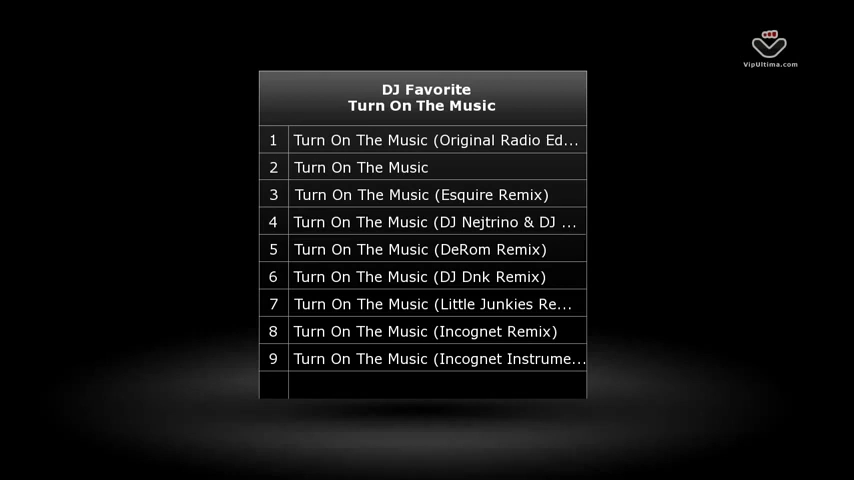 VipUltima.com
DJ Favorite
Turn On The Music
1 Turn On The Music (Original Radio Ed...
2 Turn On The Music
3 Turn On The Music (Esquire Remix)
4 Turn On The Music (DJ Nejtrino & DJ ...
5 Turn On The Music (DeRom Remix)
6 Turn On The Music (DJ Dnk Remix)
7 Turn On The Music (Little Junkies Re...
8 Turn On The Music (Incognet Remix)
9 Turn On The Music (Incognet Instrume...